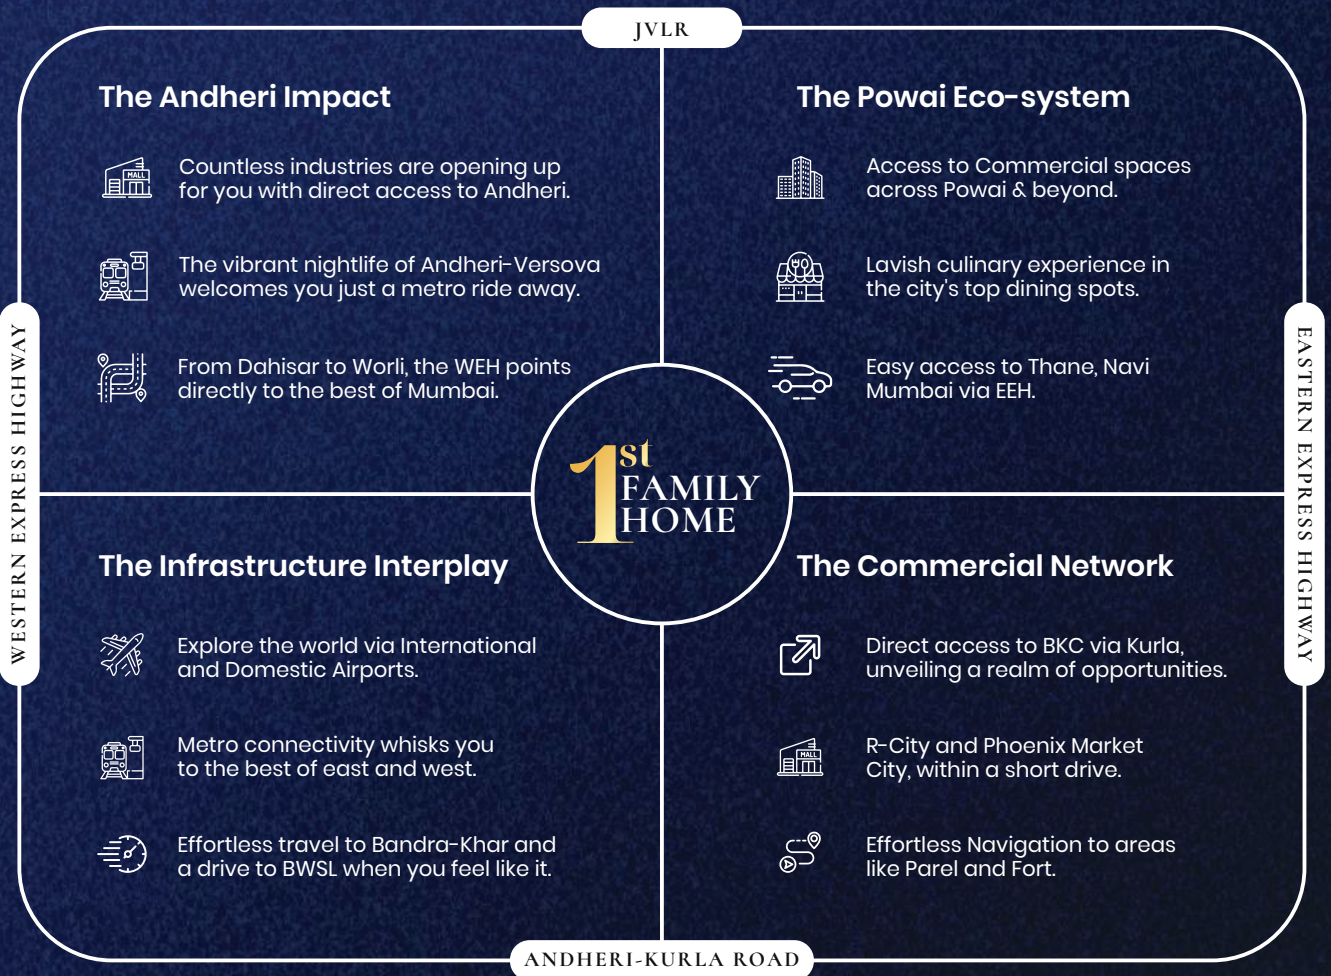 JVLR
The Andheri Impact
MALL
Countless industries are opening up
for you with direct access to Andheri.
The vibrant nightlife of Andheri-Versova
welcomes you just a metro ride away.
From Dahisar to Worli, the WEH points
directly to the best of Mumbai.
The Powai Eco-system
Access to Commercial spaces
across Powai & beyond.
Lavish culinary experience in
the city's top dining spots.
Easy access to Thane, Navi
Mumbai via EEH.
WESTERN EXPRESS HIGHWAY
1st
FAMILY
HOME
EASTERN EXPRESS HIGHWAY
The Infrastructure Interplay
Explore the world via International
and Domestic Airports.
Metro connectivity whisks you
to the best of east and west.
Effortless travel to Bandra-Khar and
a drive to BWSL when you feel like it.
The Commercial Network
Direct access to BKC via Kurla,
unveiling a realm of opportunities.
MALL
R-City and Phoenix Market
City, within a short drive.
Effortless Navigation to areas
like Parel and Fort.
ANDHERI-KURLA ROAD